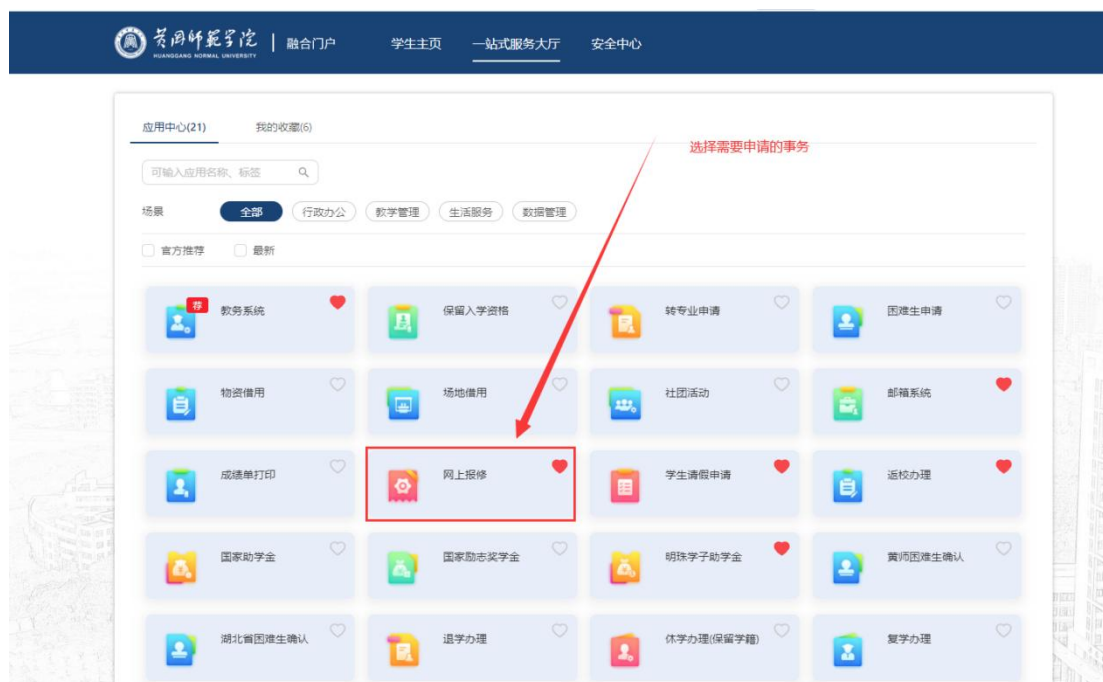 黄冈师范学院 | 融合门户 学生主页 一站式服务大厅 安全中心
HUANGGANG NORMAL UNIVERSITY
应用中心(21) 我的收藏(6)
选择需要申请的事务
可输入应用名称、标签
场景 全部 行政办公 教学管理 生活服务 数据管理
官方推荐 最新
荐 教务系统 保留入学资格 转专业申请 困难生申请
物资借用 场地借用 社团活动 邮箱系统
成绩单打印 网上报修 学生请假申请 返校办理
国家助学金 国家励志奖学金 明珠学子助学金 黄师困难生确认
湖北省困难生确认 退学办理 休学办理(保留学籍) 复学办理